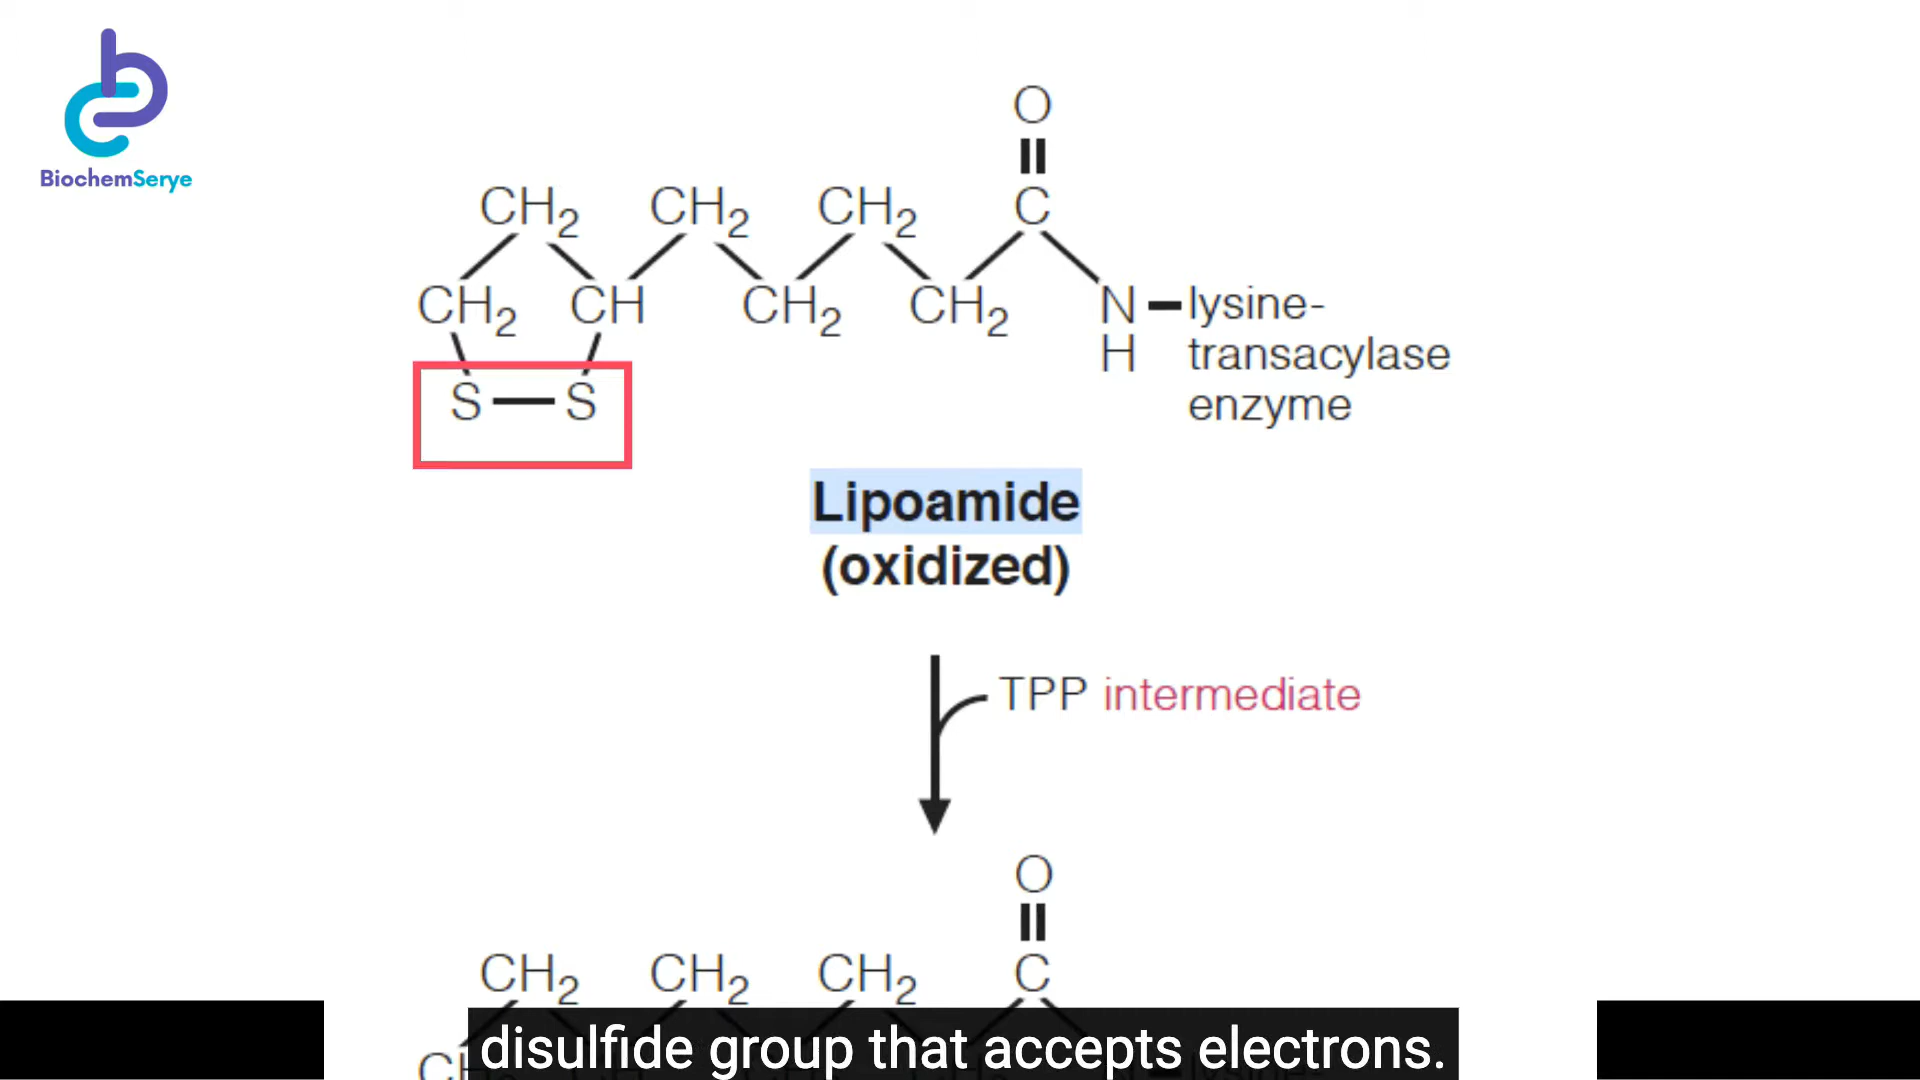 BiochemSerye
O
CH2 CH2 CH2 C
CH2 CH CH2 CH2 N lysine-
H transacylase
S S enzyme
Lipoamide
(oxidized)
TPP intermediate
O
CH2 CH2 CH2 C
disulfide group that accepts electrons.